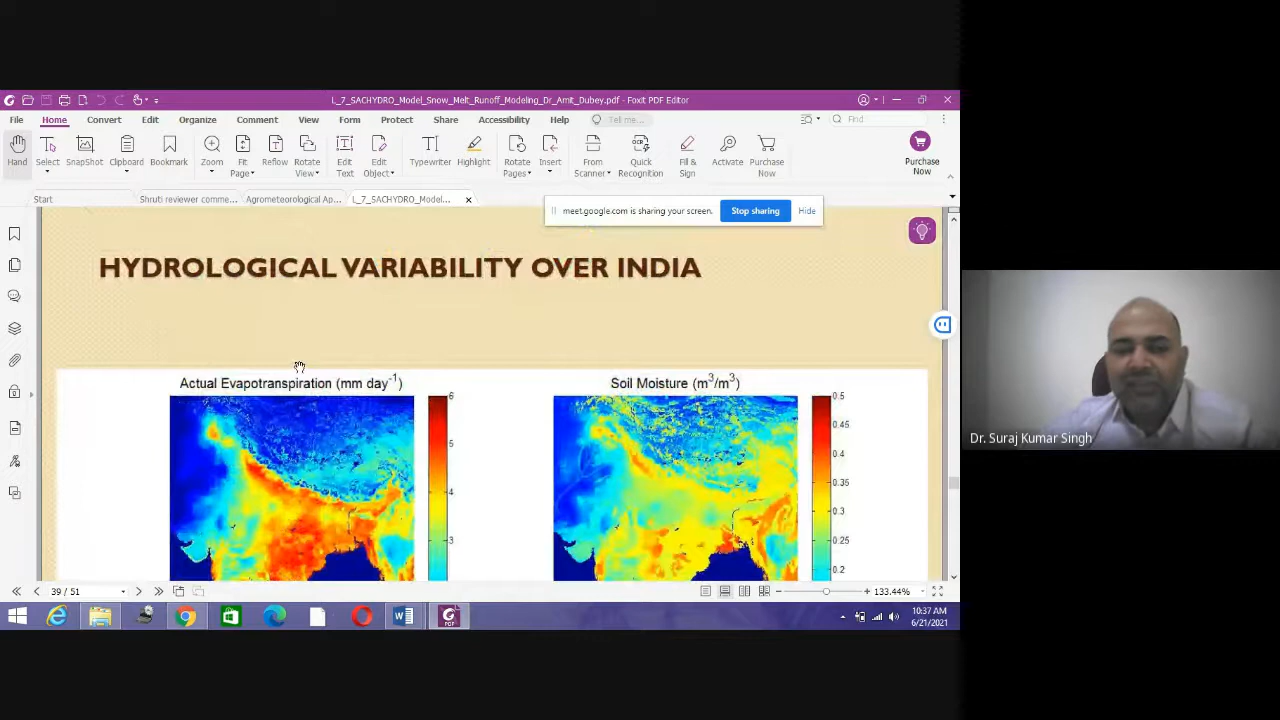 L_7_SACHYDRO_Model_Snow_Melt_Runoff_Modeling_Dr_Amit_Dubey.pdf - Foxit PDF Editor
File Home Convert Edit Organize Comment View Form Protect Share Accessibility Help Tell me... Find
Hand Select SnapShot Clipboard Bookmark Zoom Fit Page Reflow Rotate View Edit Text Edit Object Typewriter Highlight Rotate Pages Insert From Scanner Quick Recognition Fill & Sign Activate Purchase Now Purchase Now
Start Shruti reviewer comme... Agrometeorological Ap... L_7_SACHYDRO_Model...
meet.google.com is sharing your screen. Stop sharing Hide
HYDROLOGICAL VARIABILITY OVER INDIA
Actual Evapotranspiration (mm day⁻¹)
6
5
4
3
Soil Moisture (m³/m³)
0.5
0.45
0.4
0.35
0.3
0.25
0.2
Dr. Suraj Kumar Singh
39 / 51
133.44%
10:37 AM
6/21/2021